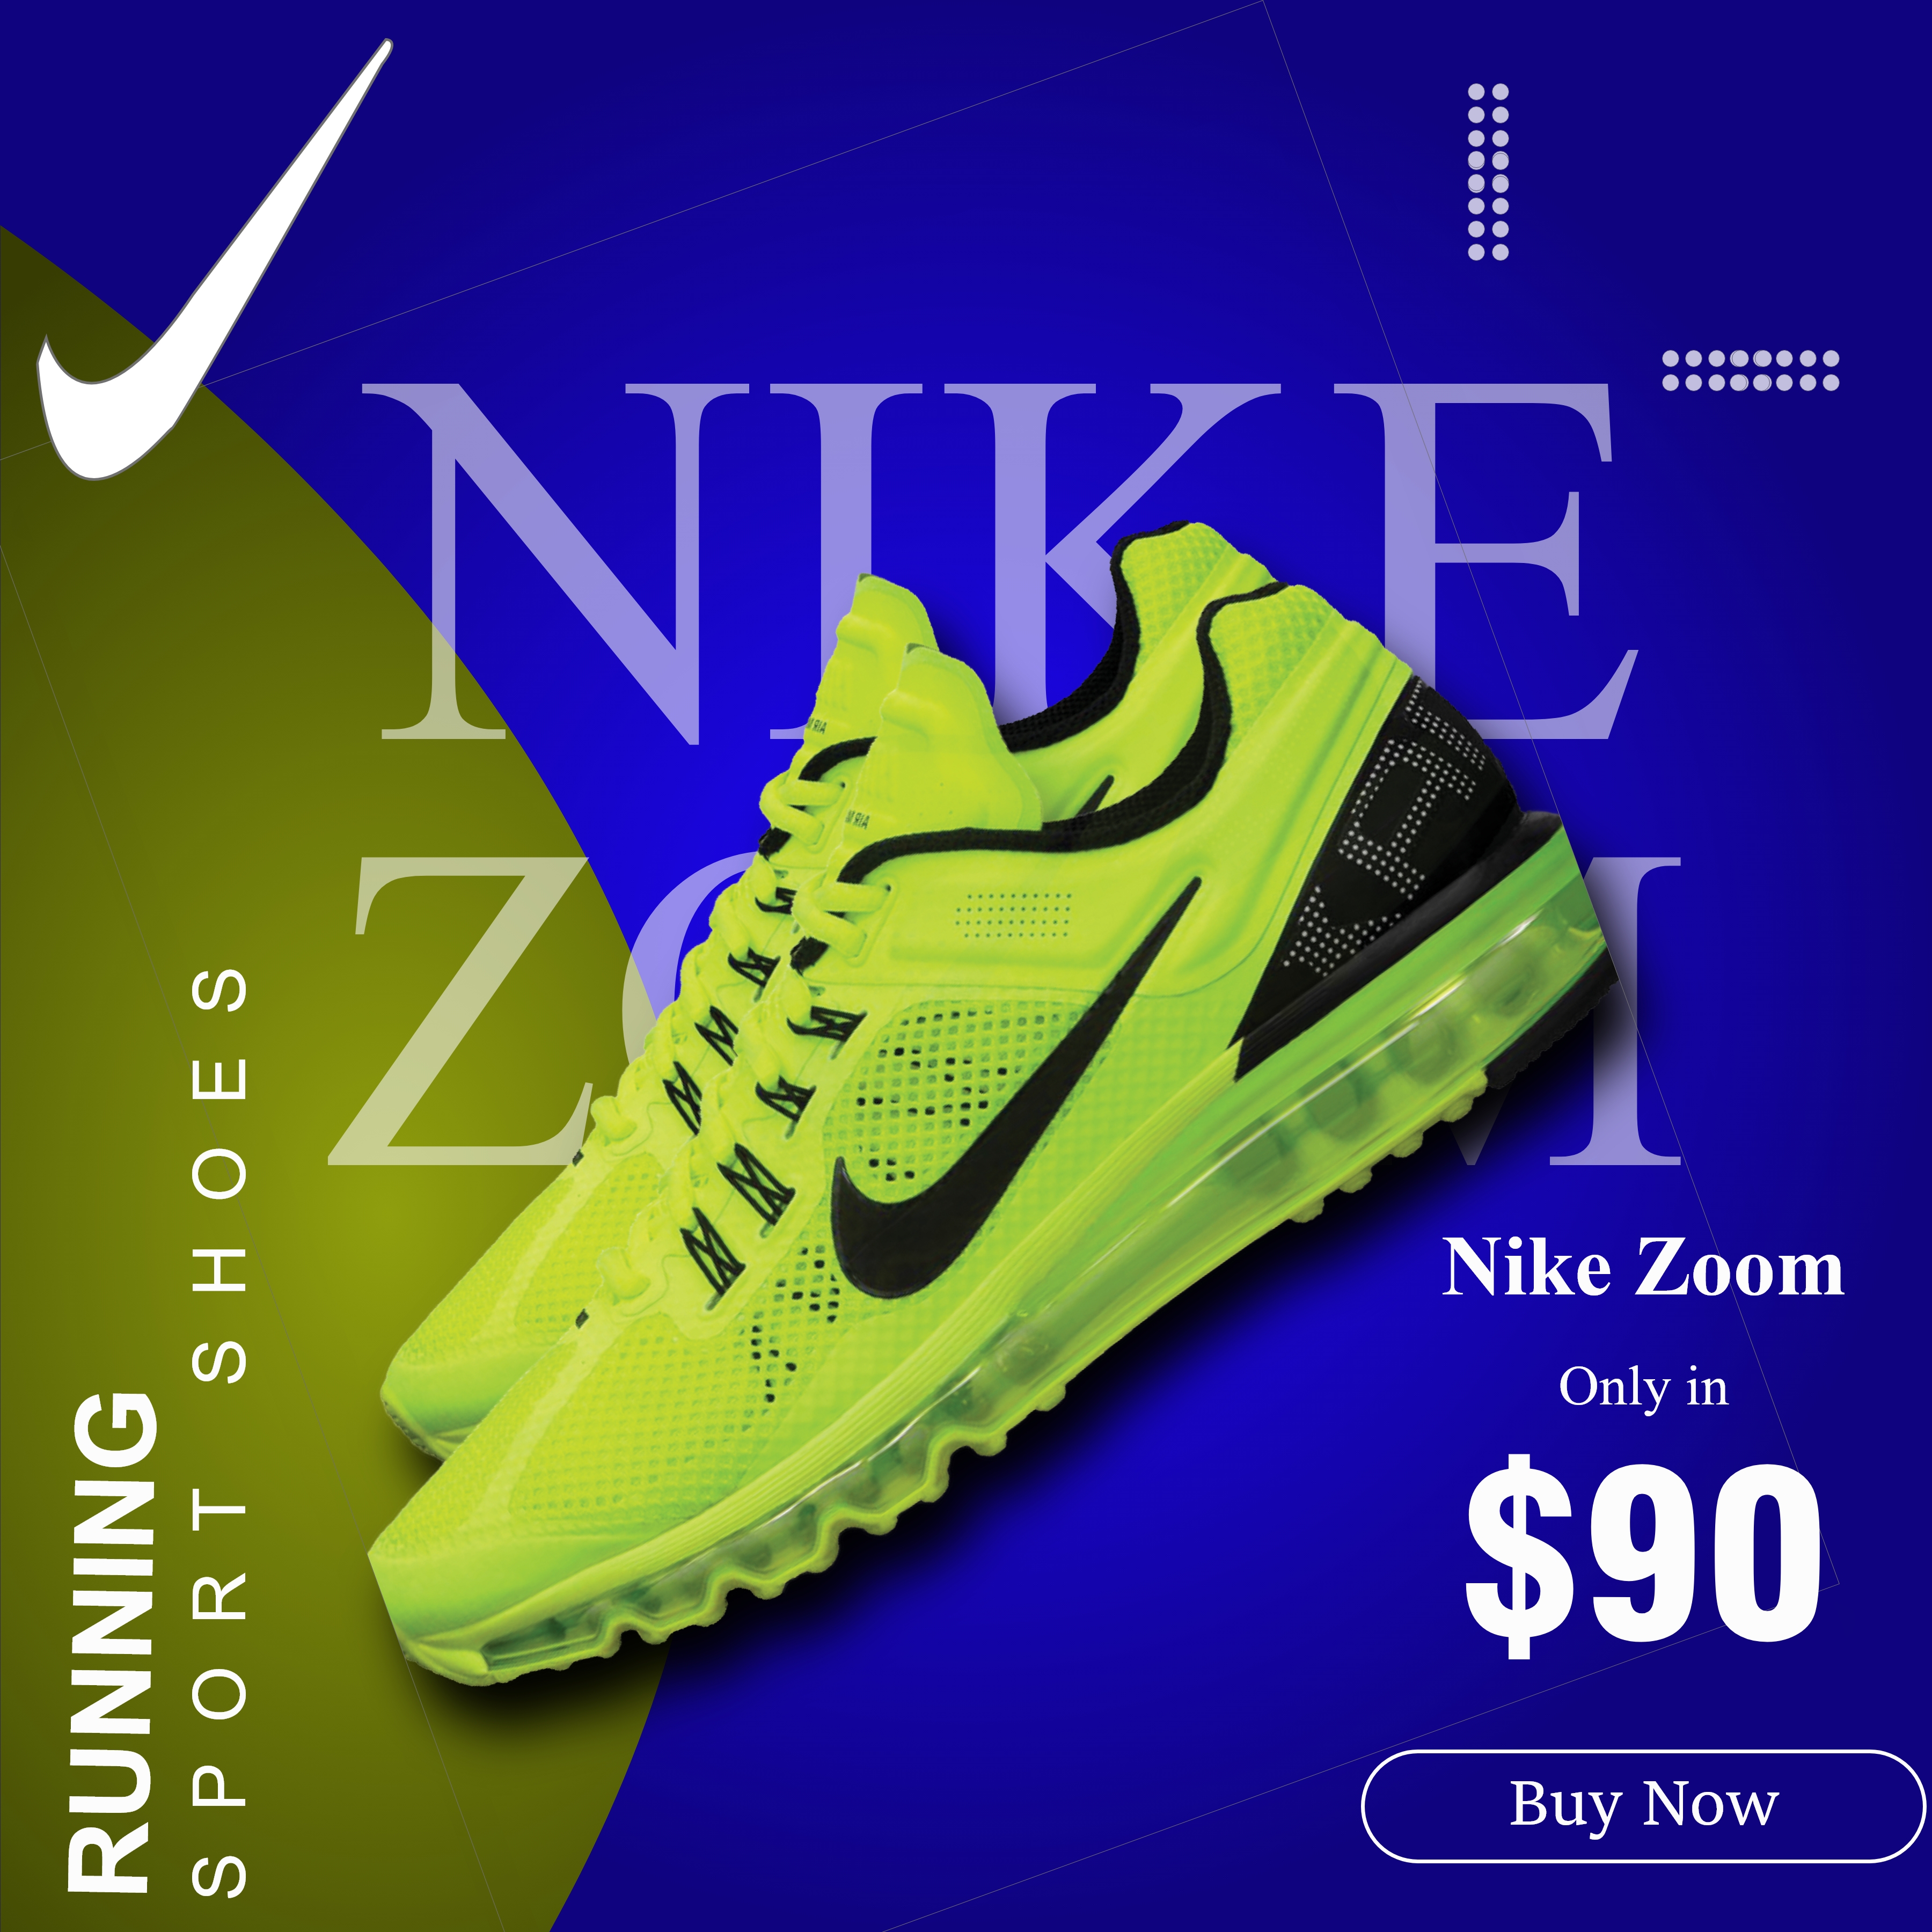 NIKE
ZOOM
RUNNING
SPORT SHOES
Nike Zoom
Only in
$90
Buy Now